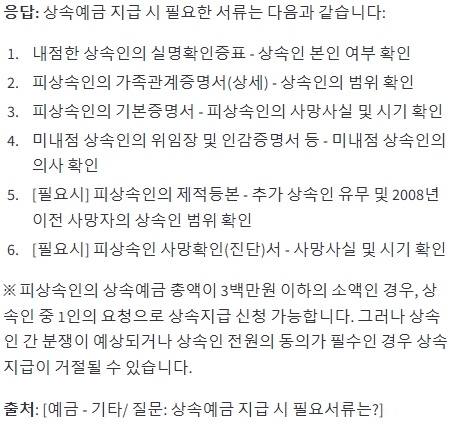 응답: 상속예금 지급 시 필요한 서류는 다음과 같습니다:
1. 내점한 상속인의 실명확인증표 - 상속인 본인 여부 확인
2. 피상속인의 가족관계증명서(상세) - 상속인의 범위 확인
3. 피상속인의 기본증명서 - 피상속인의 사망사실 및 시기 확인
4. 미내점 상속인의 위임장 및 인감증명서 등 - 미내점 상속인의
의사 확인
5. [필요시] 피상속인의 제적등본 - 추가 상속인 유무 및 2008년
이전 사망자의 상속인 범위 확인
6. [필요시] 피상속인 사망확인(진단)서 - 사망사실 및 시기 확인
※ 피상속인의 상속예금 총액이 3백만원 이하의 소액인 경우, 상
속인 중 1인의 요청으로 상속지급 신청 가능합니다. 그러나 상속
인 간 분쟁이 예상되거나 상속인 전원의 동의가 필수인 경우 상속
지급이 거절될 수 있습니다.
출처: [예금 - 기타/ 질문: 상속예금 지급 시 필요서류는?]